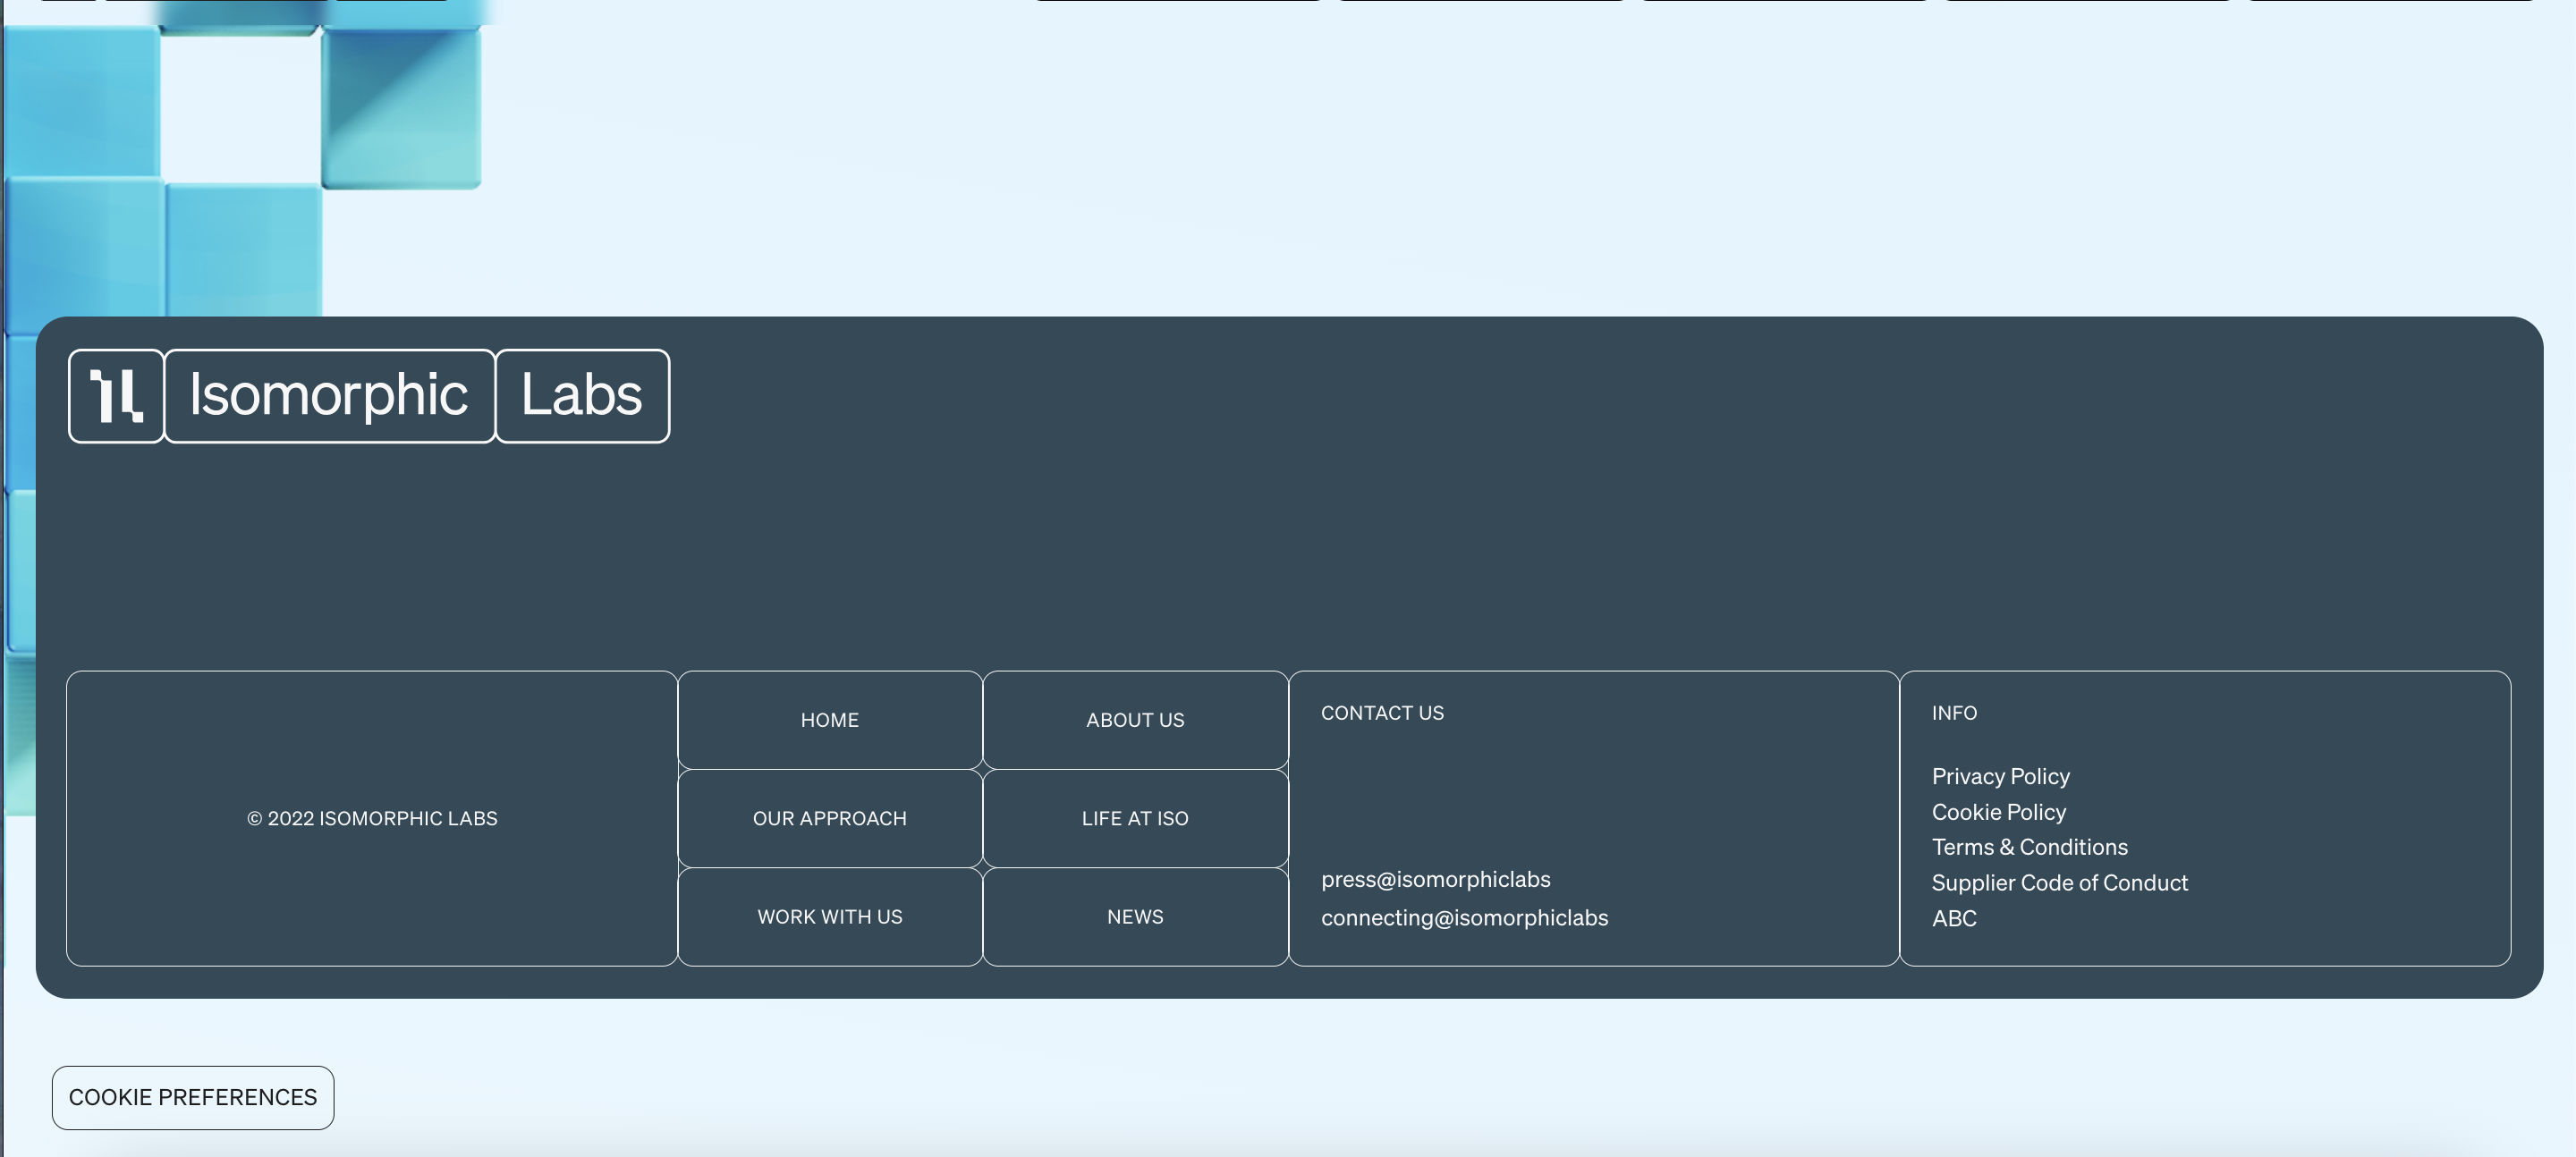 Isomorphic Labs
© 2022 ISOMORPHIC LABS
HOME
ABOUT US
OUR APPROACH
LIFE AT ISO
WORK WITH US
NEWS
CONTACT US
press@isomorphiclabs
connecting@isomorphiclabs
INFO
Privacy Policy
Cookie Policy
Terms & Conditions
Supplier Code of Conduct
ABC
COOKIE PREFERENCES